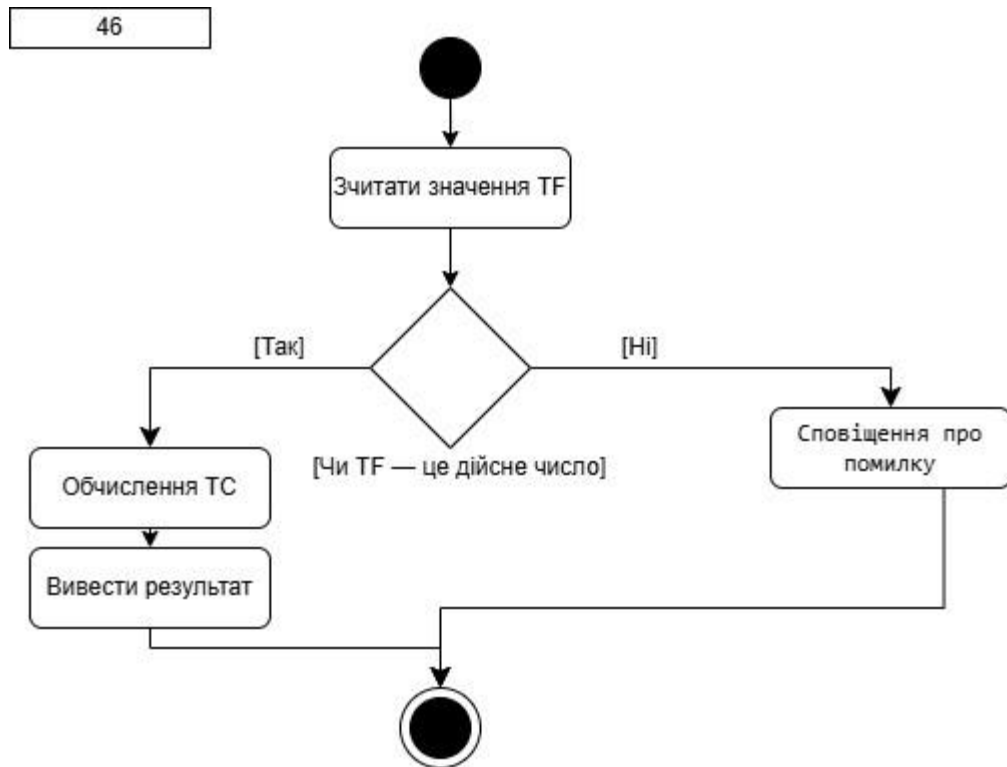 46
Зчитати значення TF
[Так]
[Ні]
Сповіщення про
помилку
[Чи TF — це дійсне число]
Обчислення TC
Вивести результат